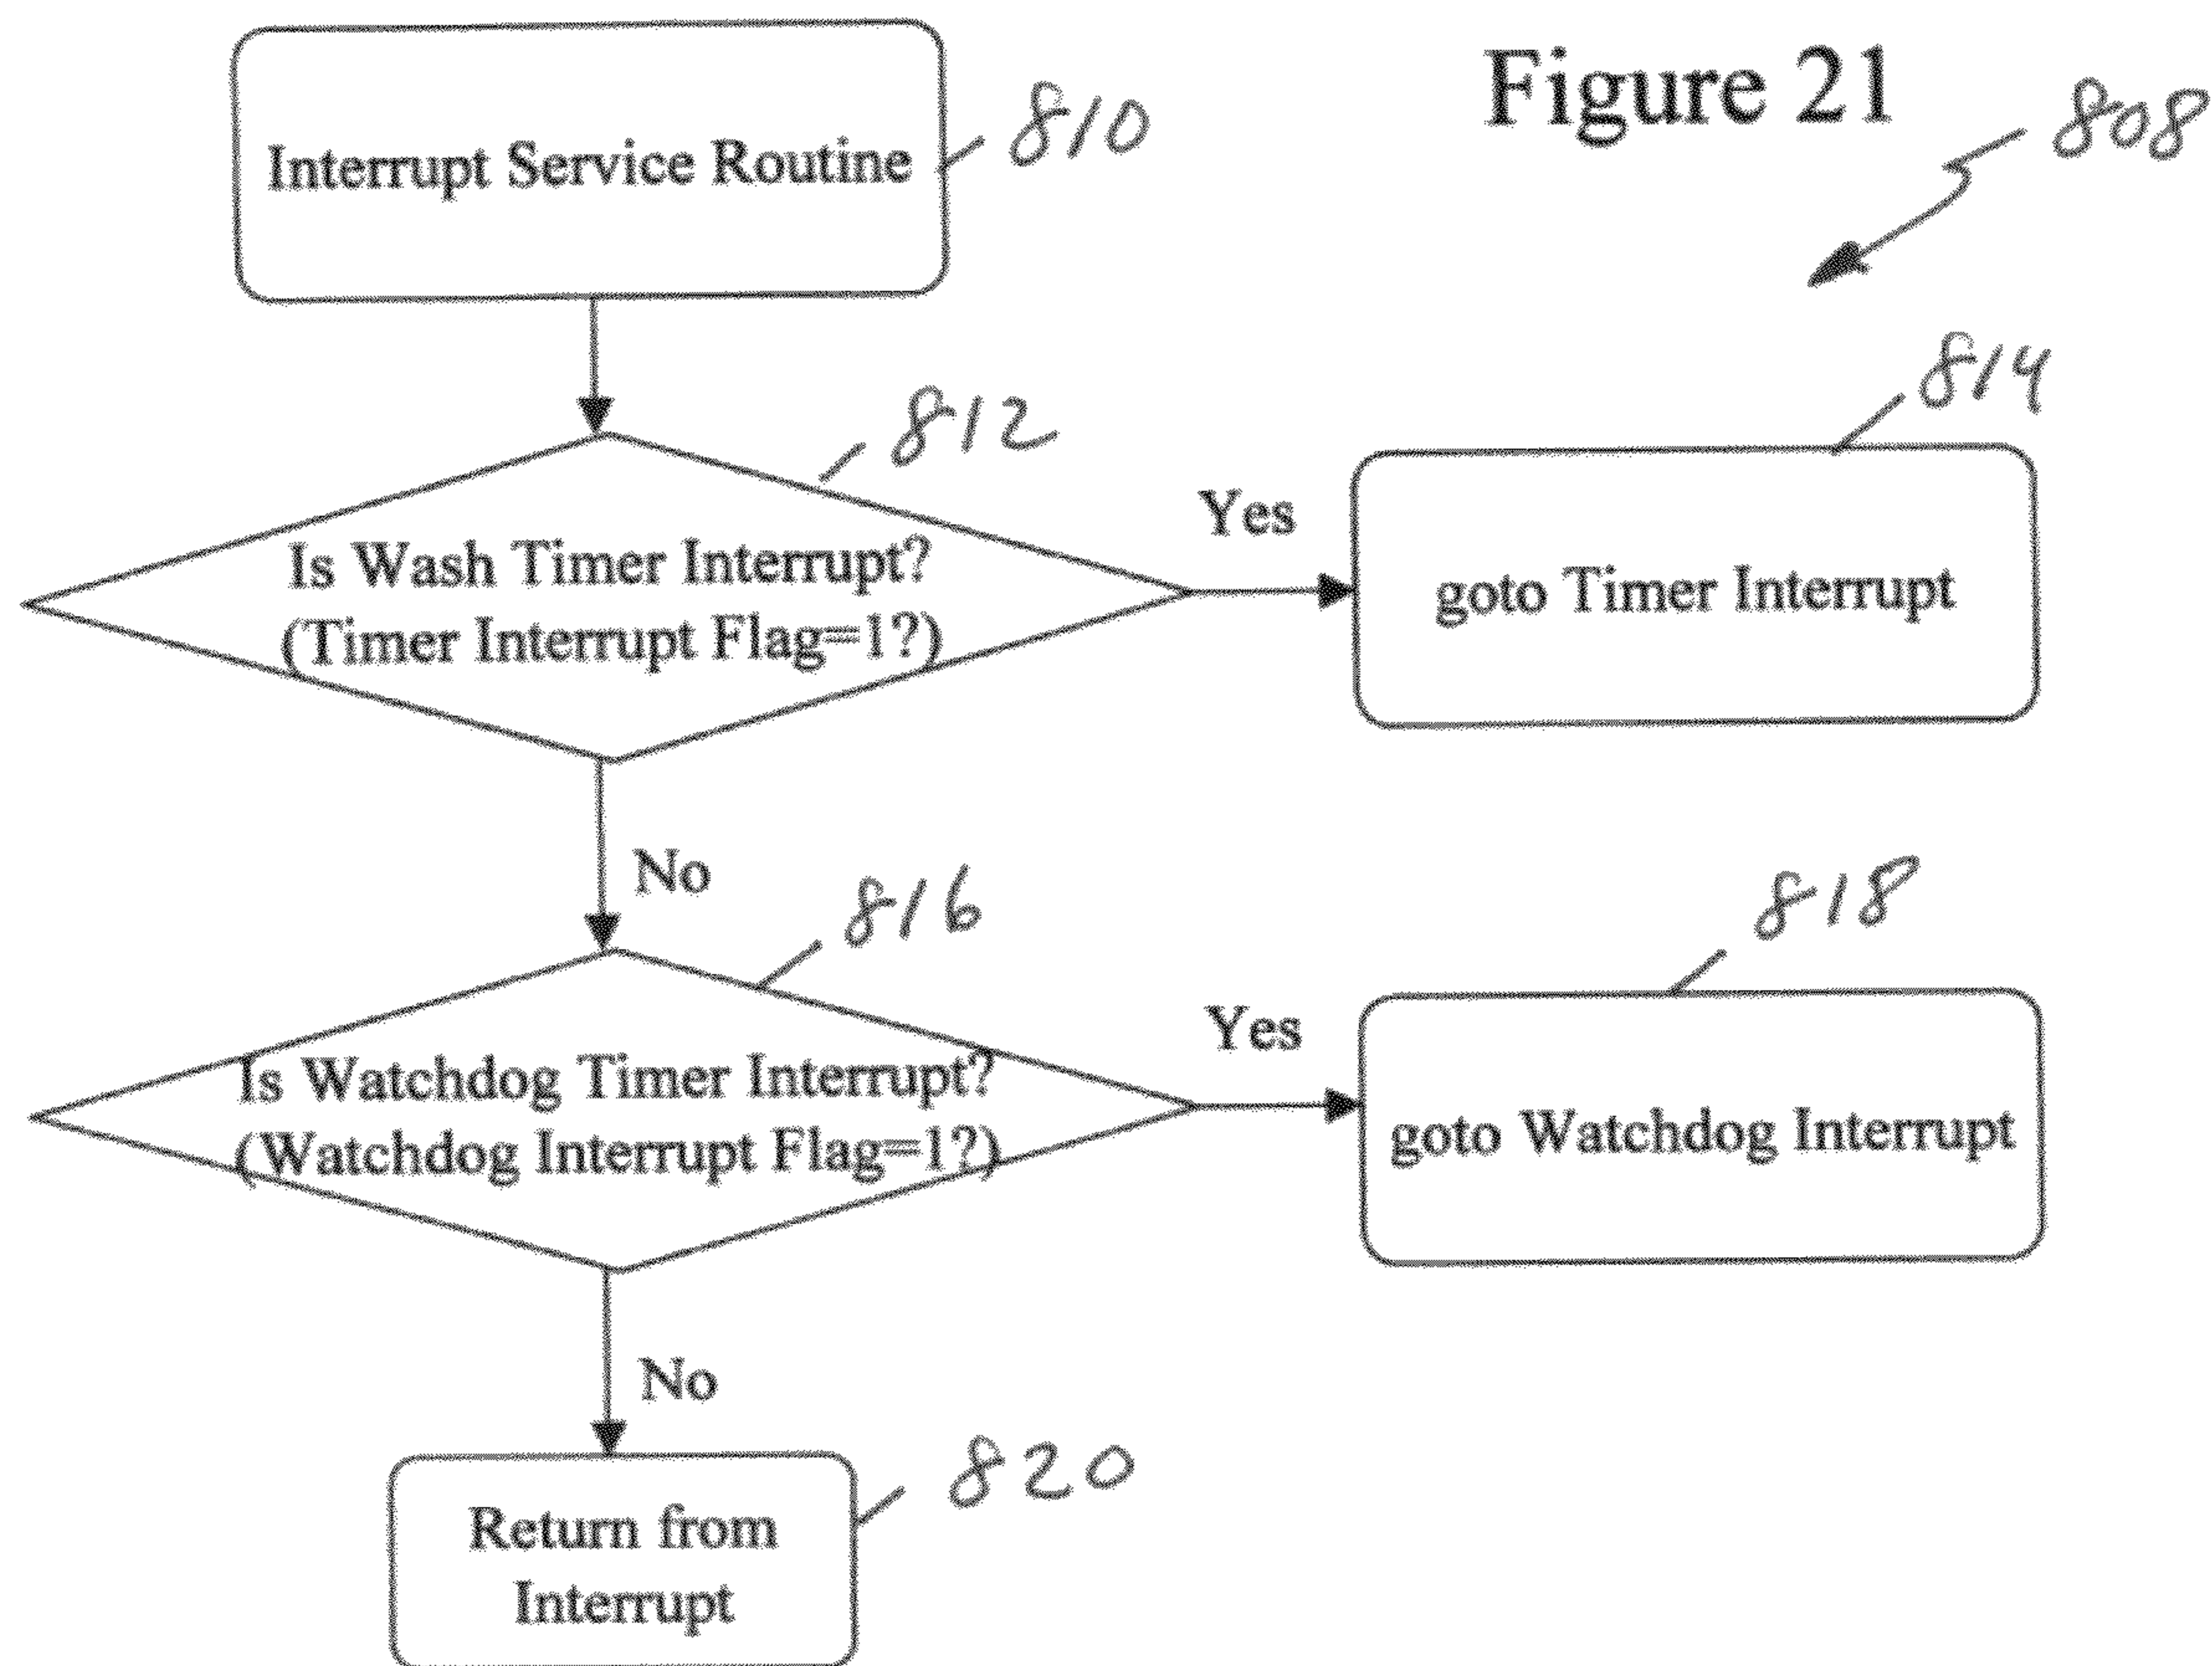 Figure 21
808
Interrupt Service Routine
810
812
Is Wash Timer Interrupt?
(Timer Interrupt Flag=1?)
Yes
814
goto Timer Interrupt
No
816
Is Watchdog Timer Interrupt?
(Watchdog Interrupt Flag=1?)
Yes
818
goto Watchdog Interrupt
No
820
Return from
Interrupt